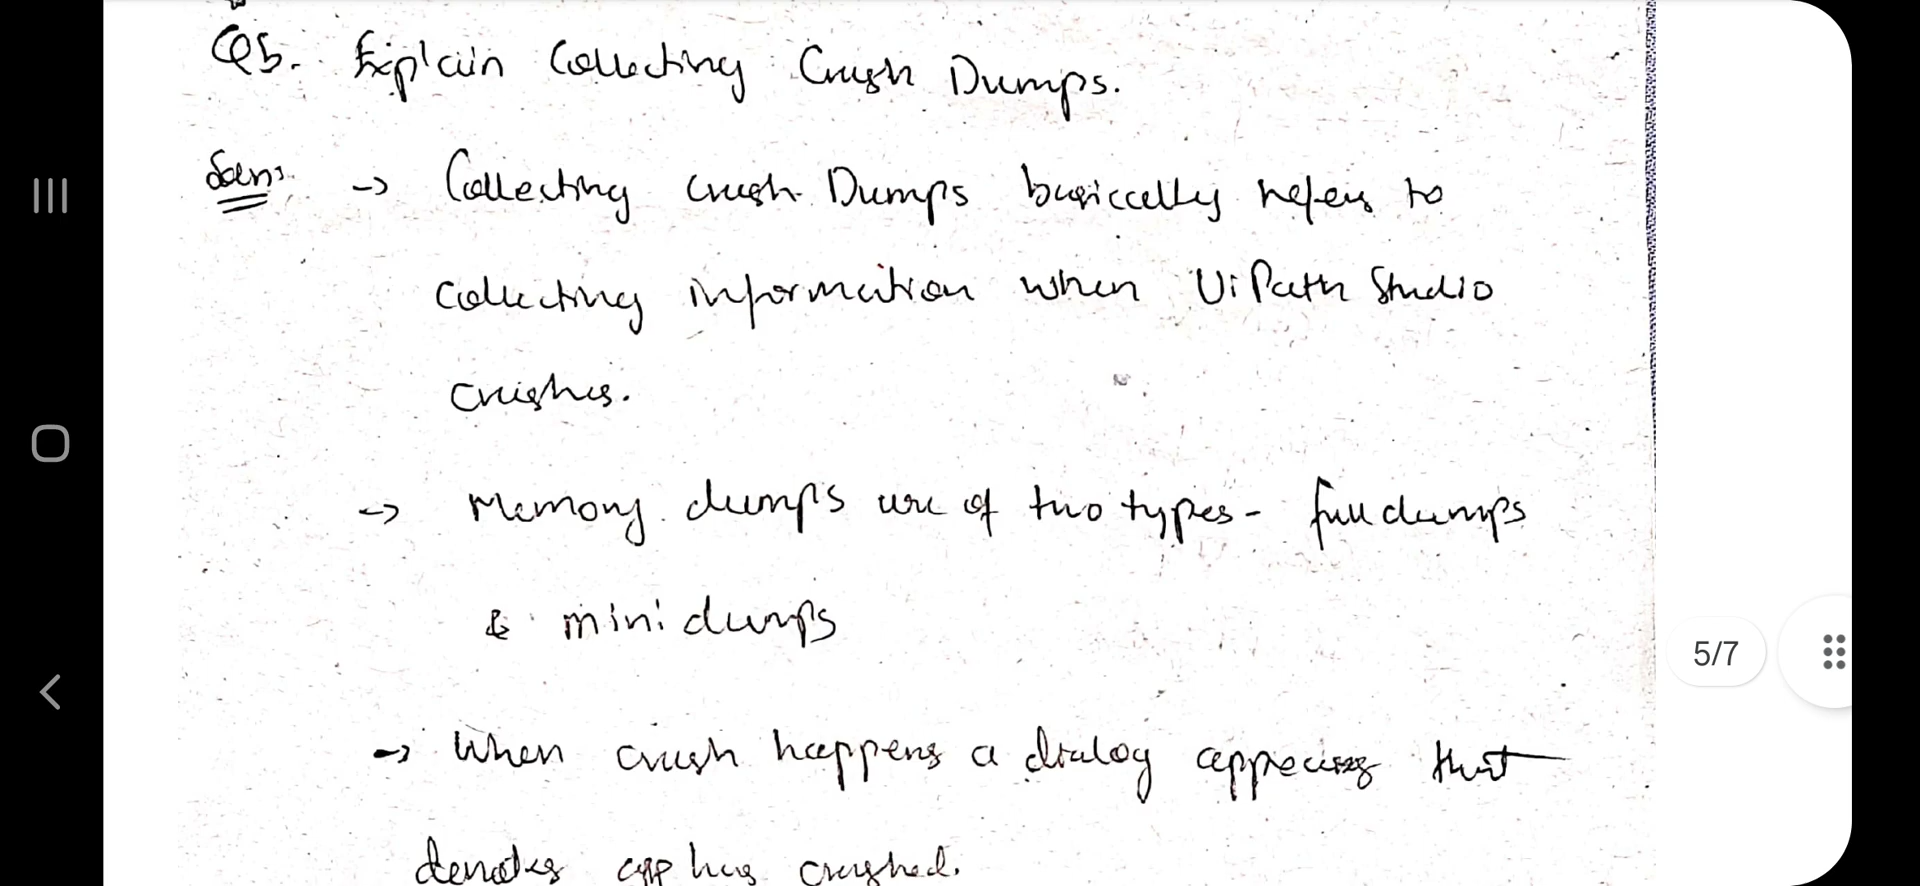 Q5. Explain Collecting Crash Dumps.
Soln:
→ Collecting crash Dumps basically refers to
collecting information when UiPath Studio
crashes.
→ Memory dumps are of two types - full dumps
& mini dumps
→ When crash happens a dialog appears that
denotes app has crashed.
5/7